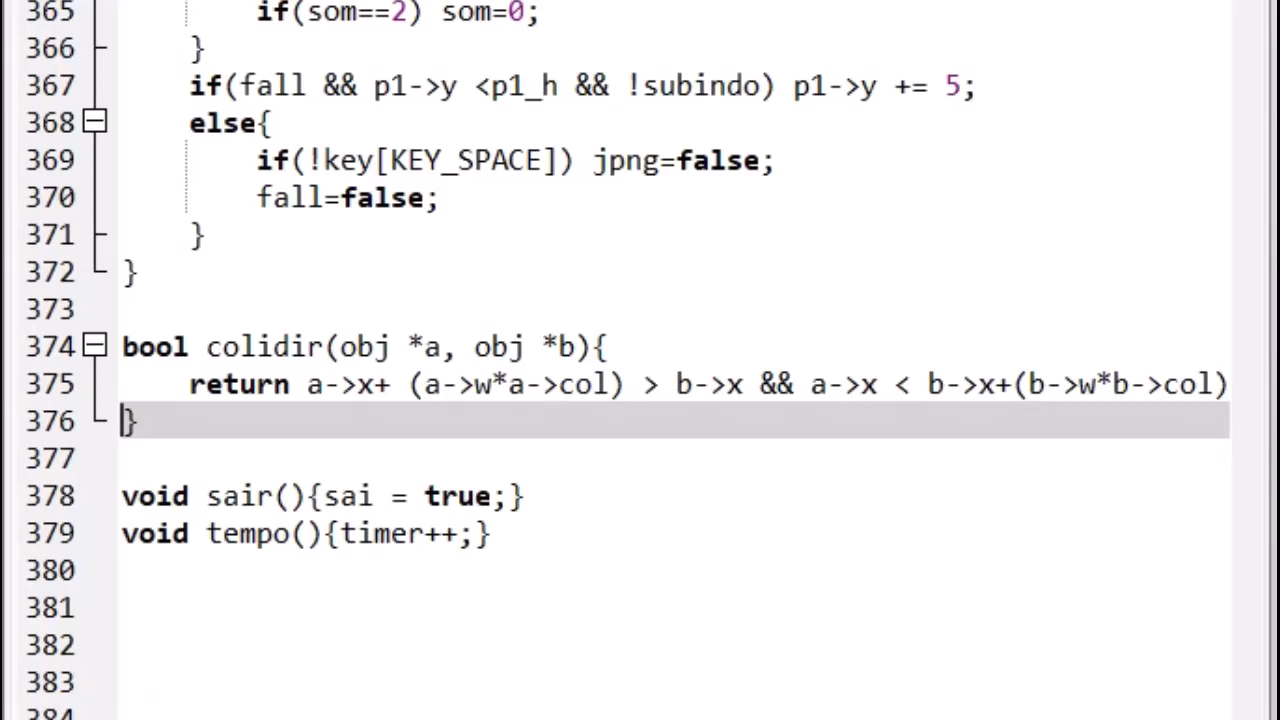 365 if(som==2) som=0;
366 }
367 if(fall && p1->y <p1_h && !subindo) p1->y += 5;
368 else{
369 if(!key[KEY_SPACE]) jpng=false;
370 fall=false;
371 }
372 }
373
374 bool colidir(obj *a, obj *b){
375 return a->x+ (a->w*a->col) > b->x && a->x < b->x+(b->w*b->col)
376 }
377
378 void sair(){sai = true;}
379 void tempo(){timer++;}
380
381
382
383
384